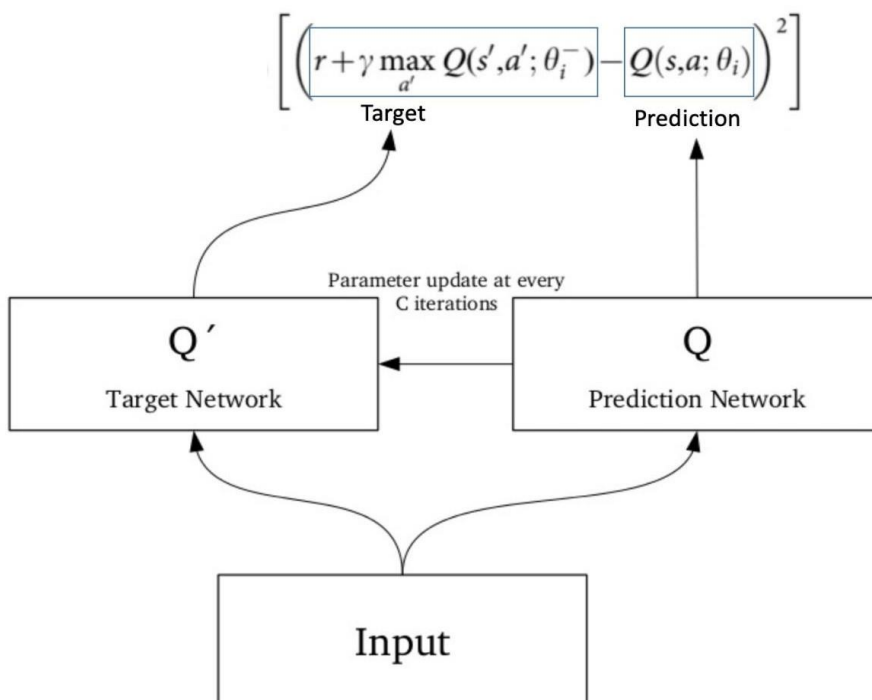 [(r + γ max_{a′} Q(s′,a′; θ_i^−) − Q(s,a; θ_i))^2]
Target
Prediction
Parameter update at every
C iterations
Q´
Target Network
Q
Prediction Network
Input